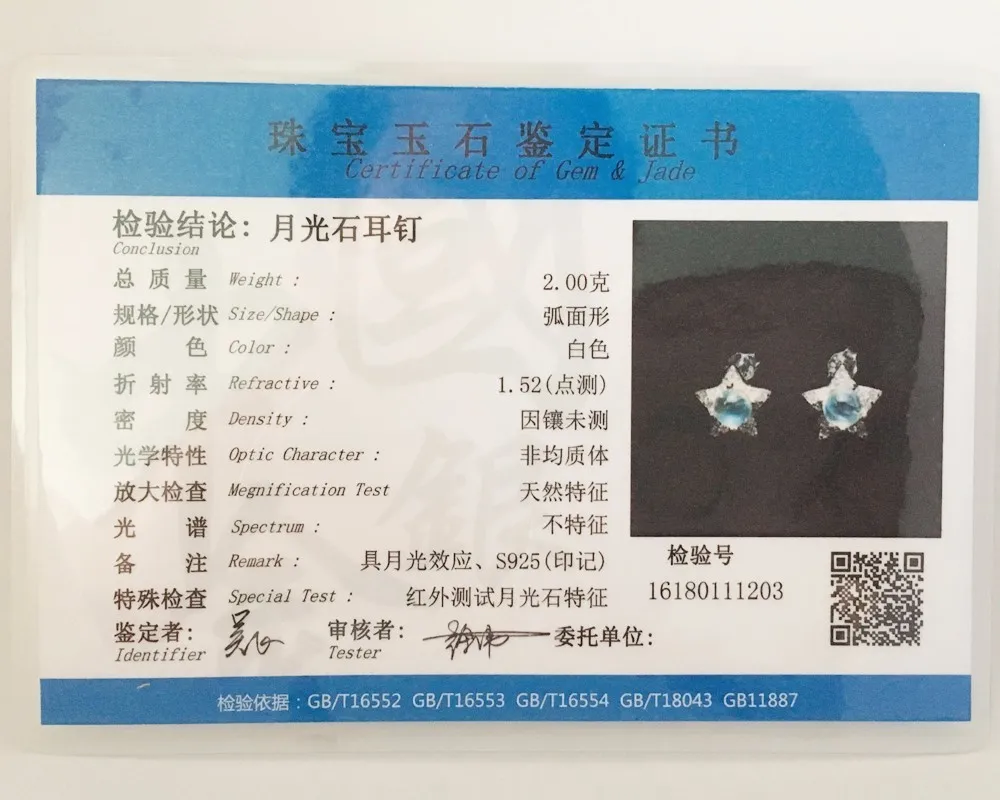 珠宝玉石鉴定证书
Certificate of Gem & Jade
检验结论: 月光石耳钉
Conclusion
总质量 Weight : 2.00克
规格/形状 Size/Shape : 弧面形
颜色 Color : 白色
折射率 Refractive : 1.52(点测)
密度 Density : 因镶未测
光学特性 Optic Character : 非均质体
放大检查 Megnification Test 天然特征
光谱 Spectrum : 不特征
备注 Remark : 具月光效应、S925(印记)
特殊检查 Special Test : 红外测试月光石特征
鉴定者: 审核者: 委托单位:
Identifier Tester
检验号
16180111203
检验依据：GB/T16552 GB/T16553 GB/T16554 GB/T18043 GB11887